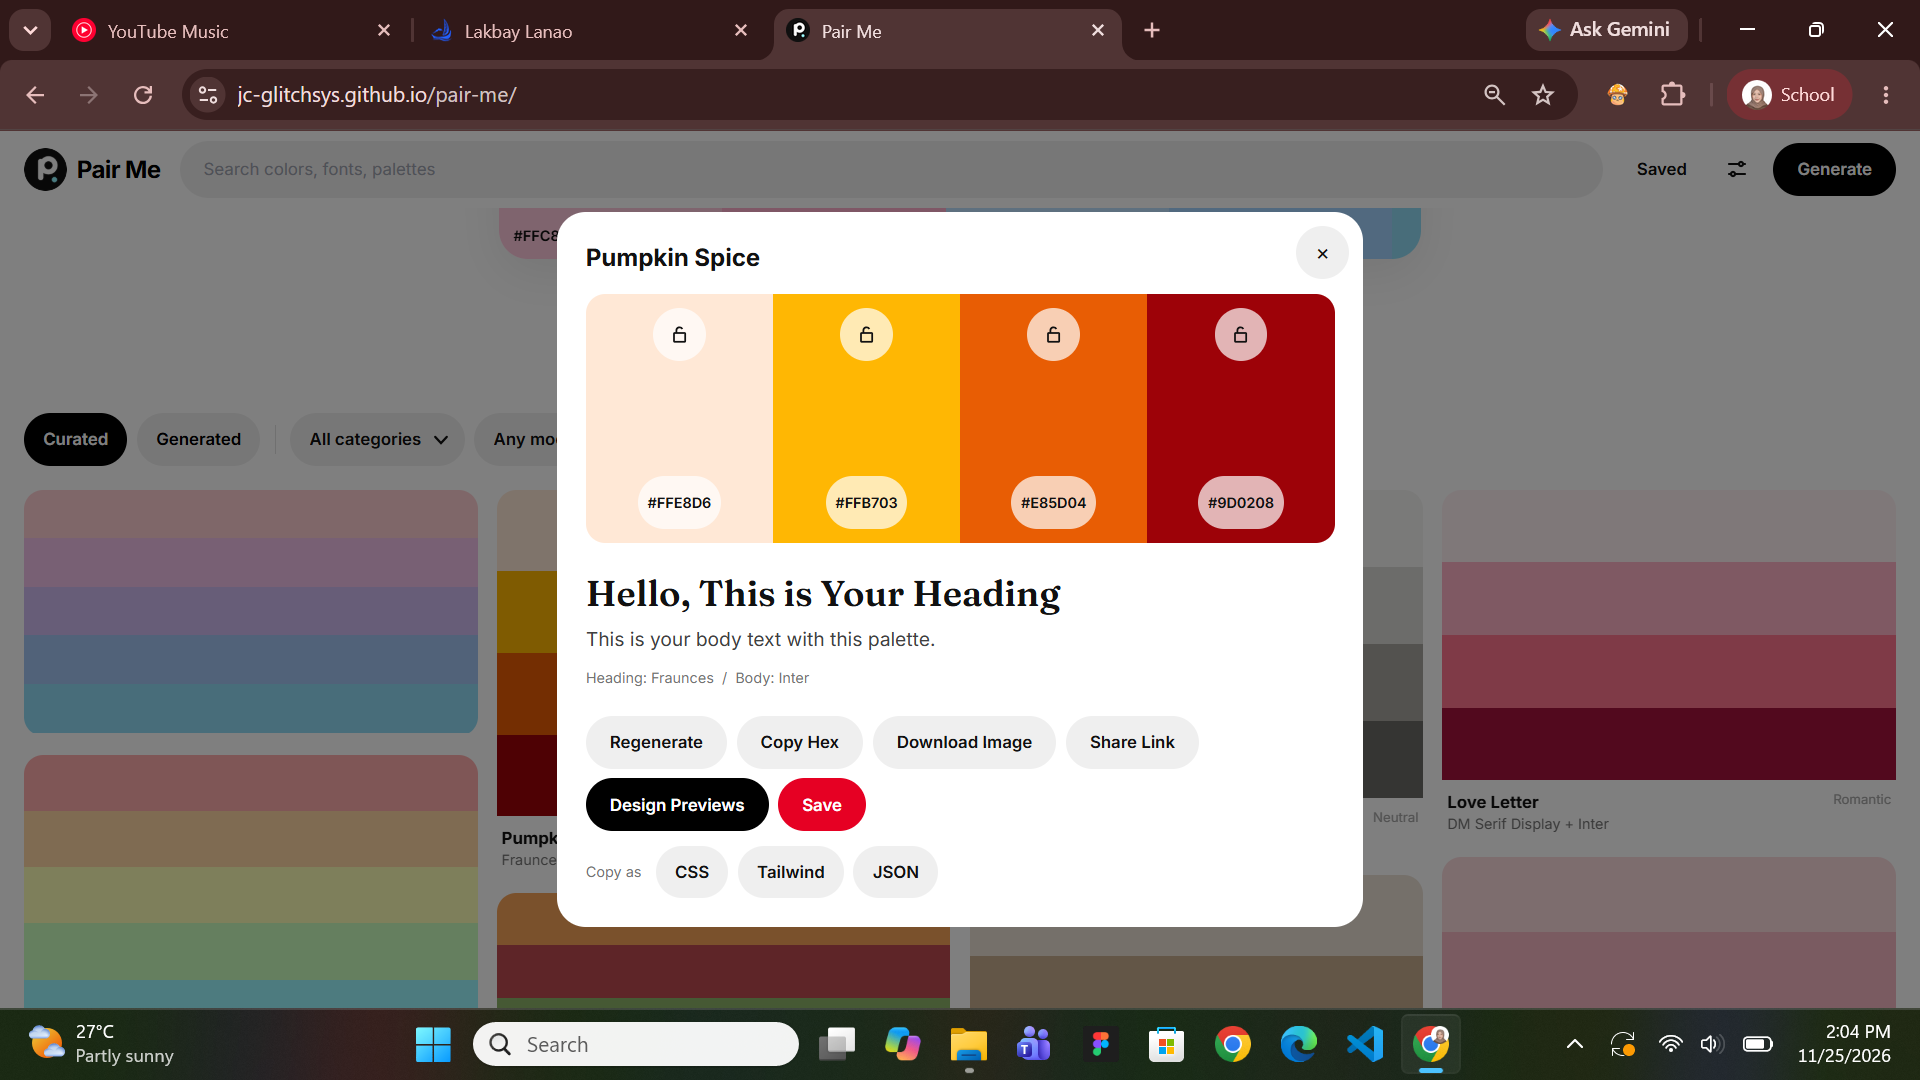 YouTube Music
Lakbay Lanao
Pair Me
Ask Gemini
jc-glitchsys.github.io/pair-me/
School
Pair Me
Search colors, fonts, palettes
Saved
Generate
#FFC8
Pumpkin Spice
#FFE8D6
#FFB703
#E85D04
#9D0208
Curated
Generated
All categories
Any mo
Hello, This is Your Heading
This is your body text with this palette.
Heading: Fraunces / Body: Inter
Regenerate
Copy Hex
Download Image
Share Link
Design Previews
Save
Copy as
CSS
Tailwind
JSON
Pumpk
Fraunce
Neutral
Love Letter
Romantic
DM Serif Display + Inter
27°C
Partly sunny
Search
2:04 PM
11/25/2026